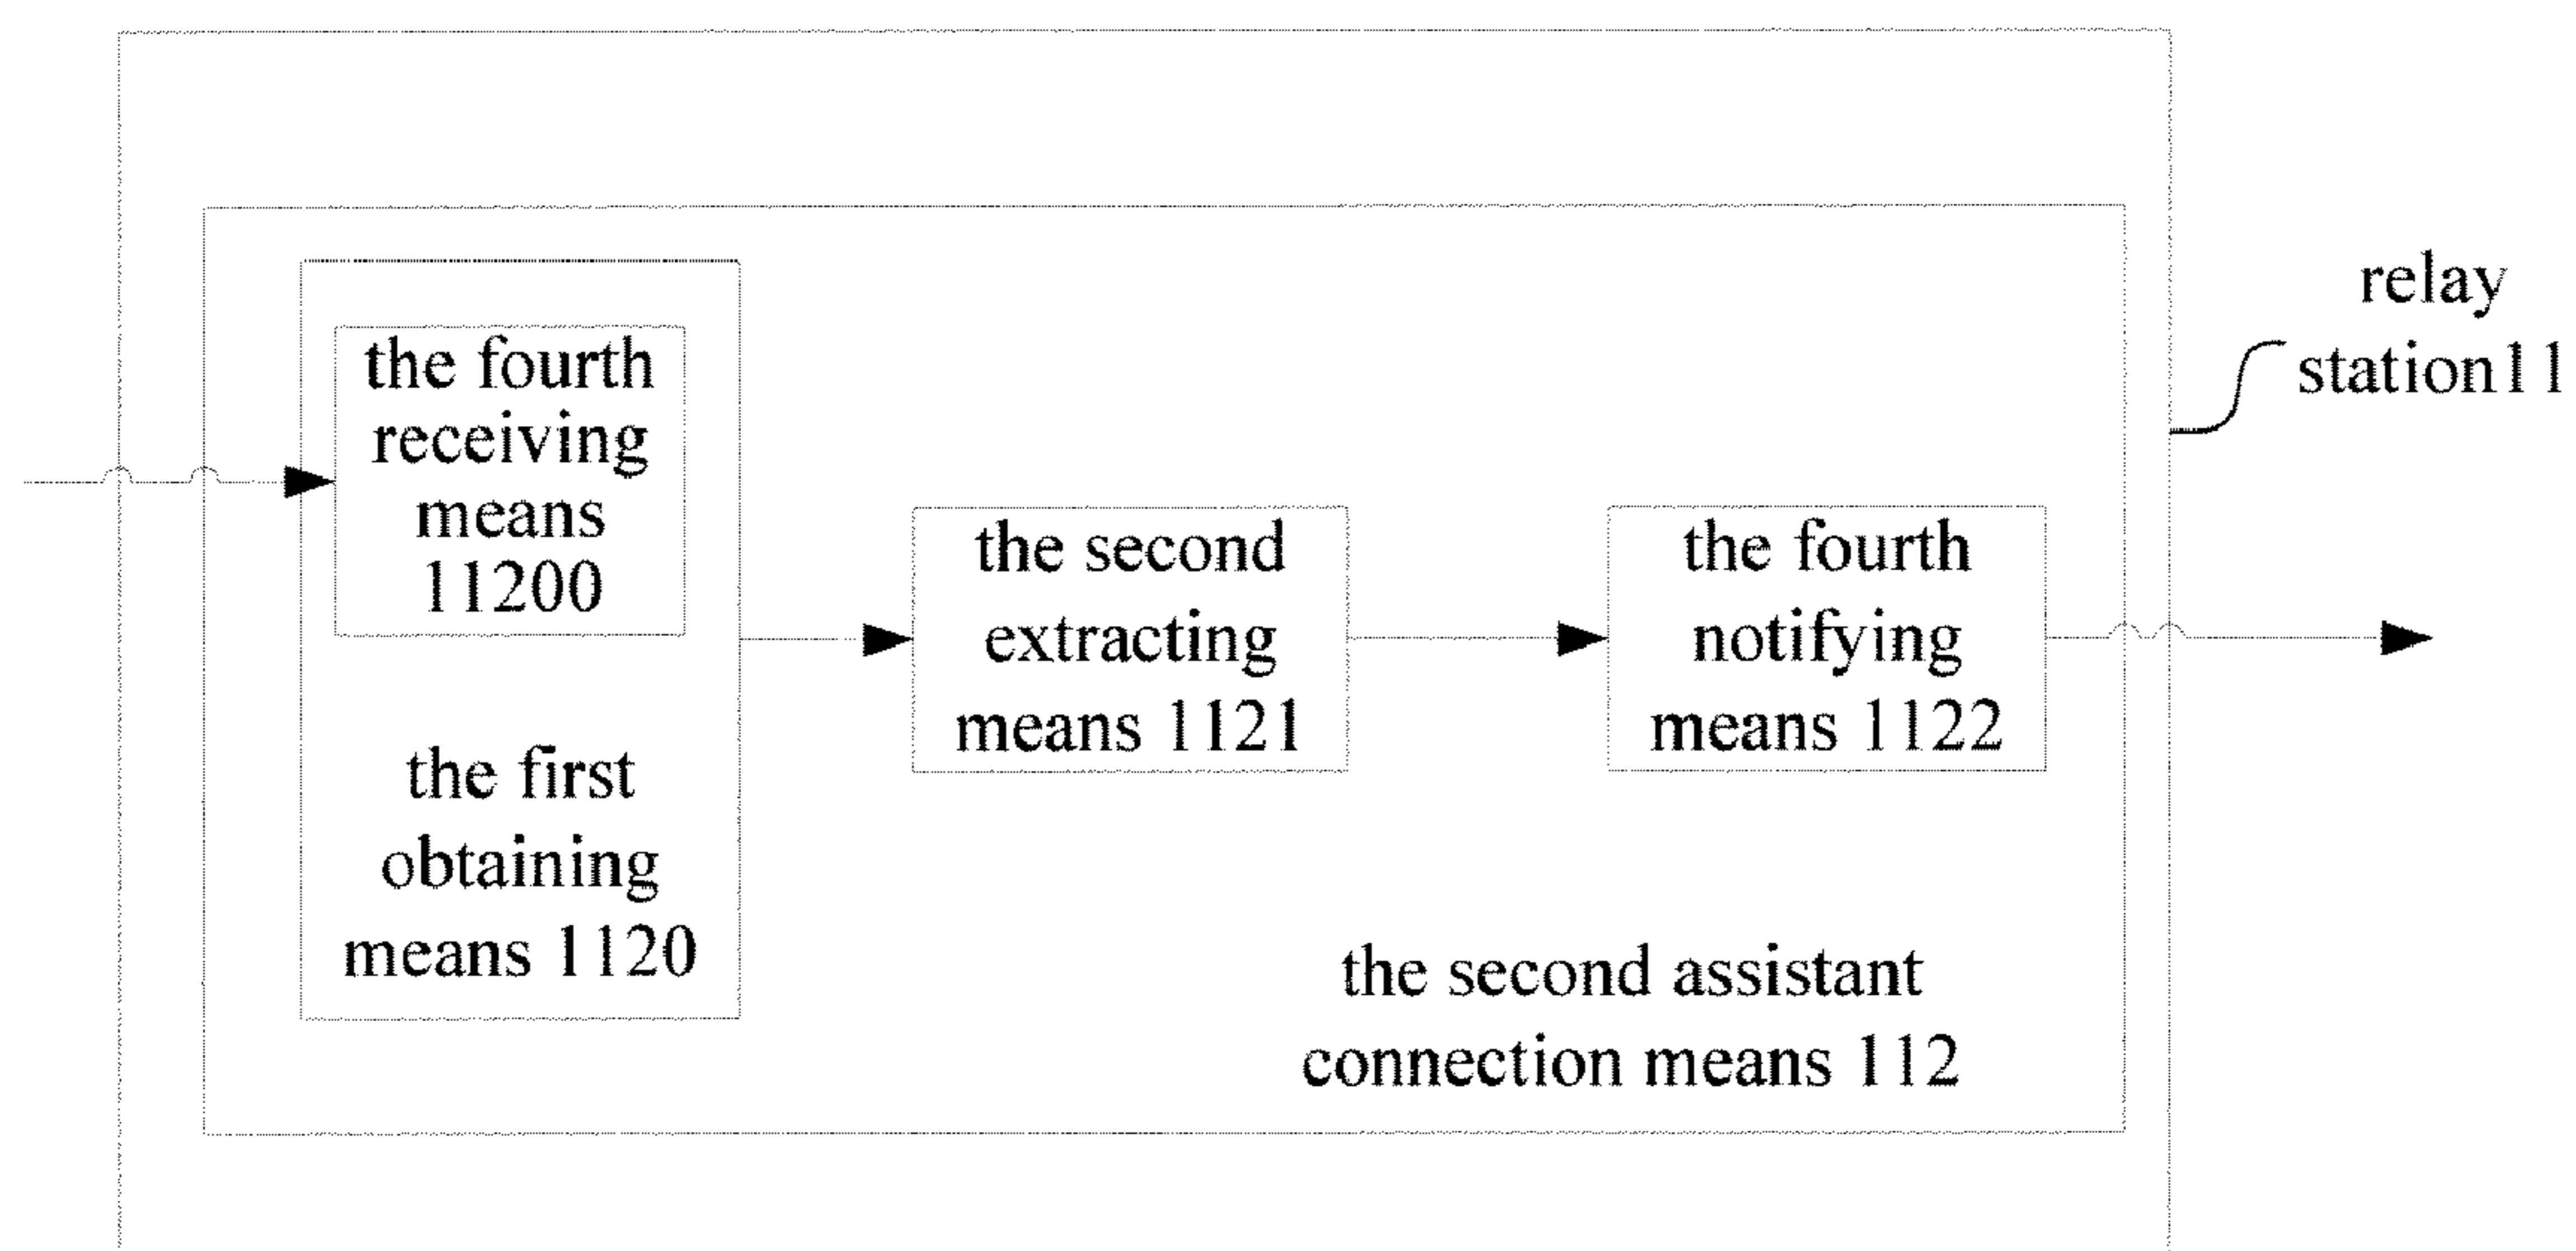 the fourth
receiving
means
11200
the first
obtaining
means 1120
the second
extracting
means 1121
the fourth
notifying
means 1122
the second assistant
connection means 112
relay
station11